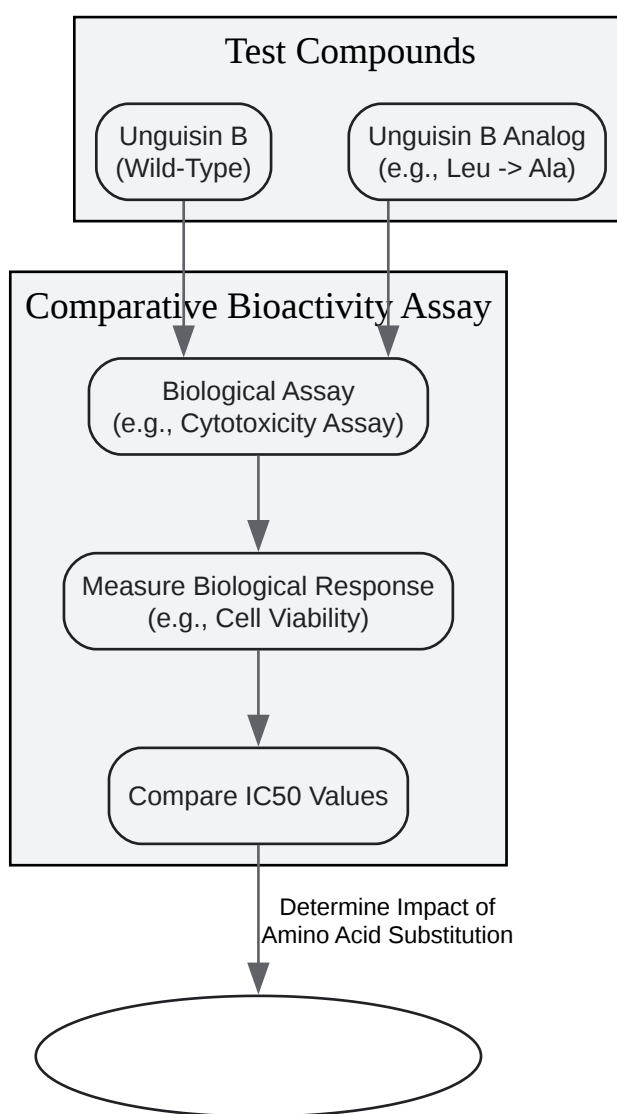 Test Compounds
Unguisin B
(Wild-Type)
Unguisin B Analog
(e.g., Leu -> Ala)
Comparative Bioactivity Assay
Biological Assay
(e.g., Cytotoxicity Assay)
Measure Biological Response
(e.g., Cell Viability)
Compare IC50 Values
Determine Impact of
Amino Acid Substitution